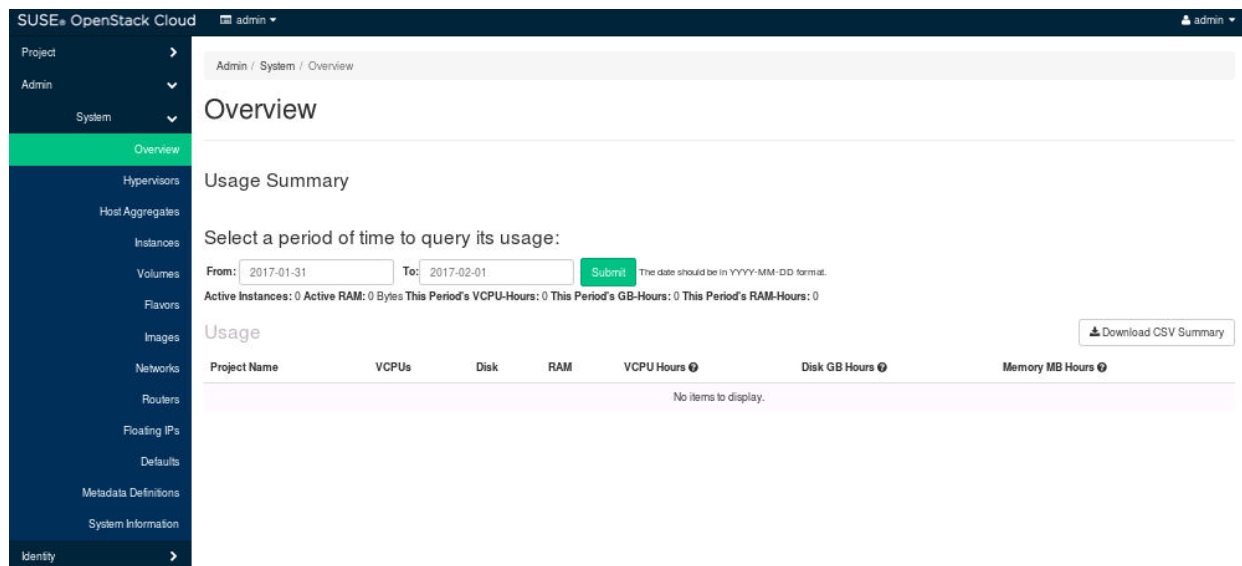 SUSE® OpenStack Cloud admin admin
Project
Admin
System
Overview
Hypervisors
Host Aggregates
Instances
Volumes
Flavors
Images
Networks
Routers
Floating IPs
Defaults
Metadata Definitions
System Information
Identity
Admin / System / Overview
Overview
Usage Summary
Select a period of time to query its usage:
From: 2017-01-31 To: 2017-02-01 Submit The date should be in YYYY-MM-DD format.
Active Instances: 0 Active RAM: 0 Bytes This Period's VCPU-Hours: 0 This Period's GB-Hours: 0 This Period's RAM-Hours: 0
Usage Download CSV Summary
Project Name VCPUs Disk RAM VCPU Hours Disk GB Hours Memory MB Hours
No items to display.